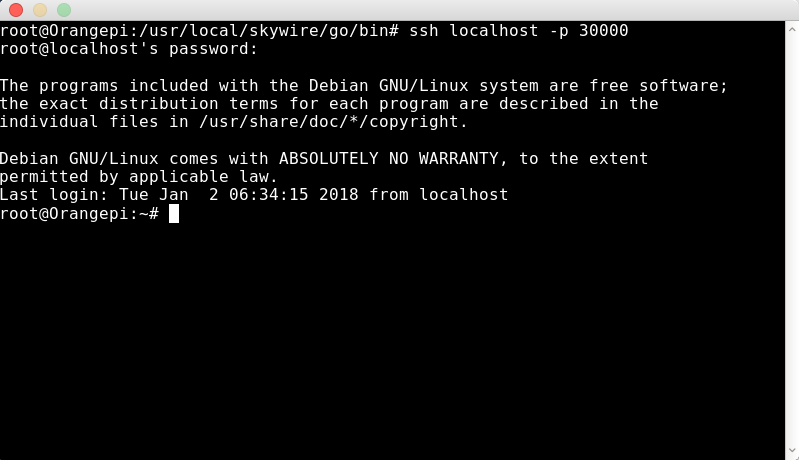 root@Orangepi:/usr/local/skywire/go/bin# ssh localhost -p 30000
root@localhost's password:
The programs included with the Debian GNU/Linux system are free software;
the exact distribution terms for each program are described in the
individual files in /usr/share/doc/*/copyright.
Debian GNU/Linux comes with ABSOLUTELY NO WARRANTY, to the extent
permitted by applicable law.
Last login: Tue Jan  2 06:34:15 2018 from localhost
root@Orangepi:~#